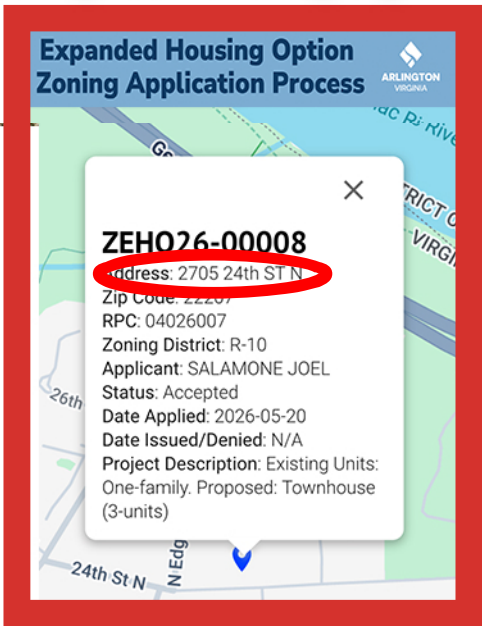 Expanded Housing Option
Zoning Application Process
ARLINGTON
VIRGINIA
ZEHO26-00008
Address: 2705 24th ST N
Zip Code: 22207
RPC: 04026007
Zoning District: R-10
Applicant: SALAMONE JOEL
Status: Accepted
Date Applied: 2026-05-20
Date Issued/Denied: N/A
Project Description: Existing Units:
One-family. Proposed: Townhouse
(3-units)
26th
24th St N
N Edg
VIRGI